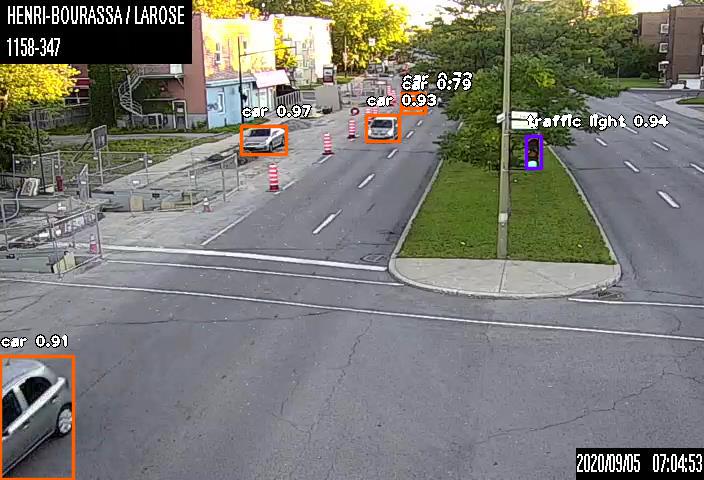 HENRI-BOURASSA / LAROSE
1158-347
car 0.79
car 0.97
car 0.93
traffic light 0.94
car 0.91
2020/09/05 07:04:53